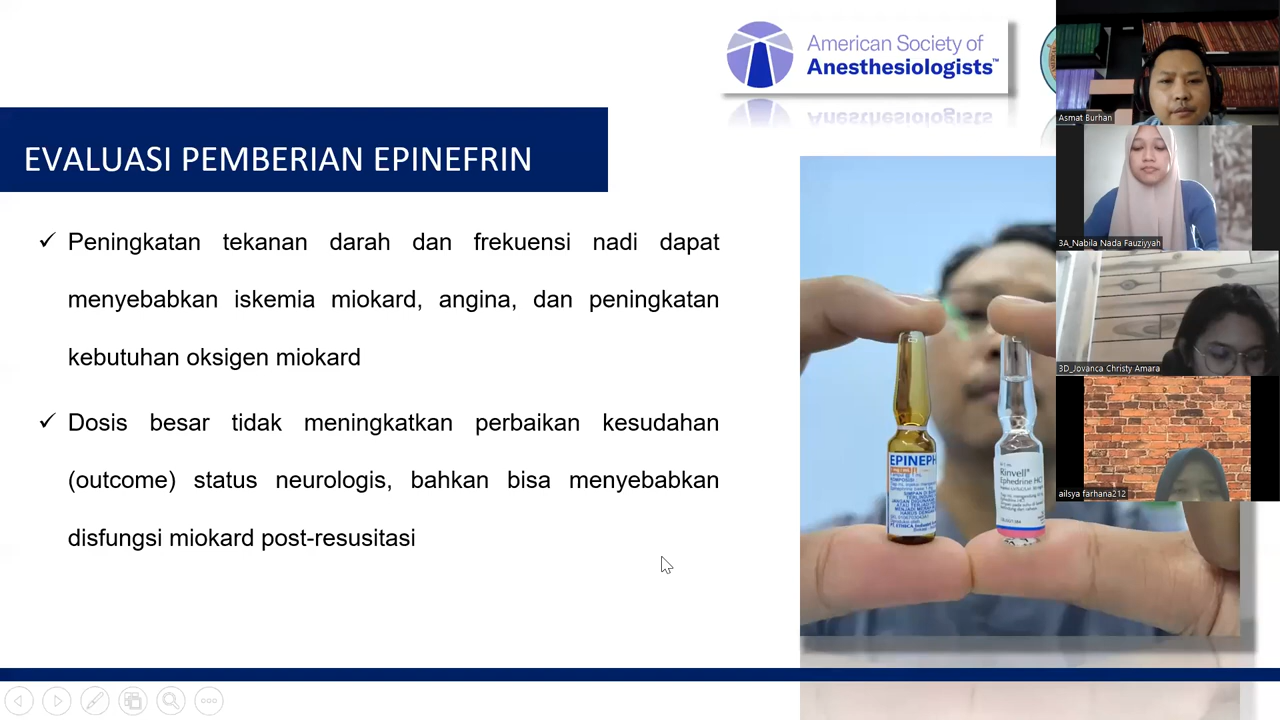 American Society of
Anesthesiologists™
EVALUASI PEMBERIAN EPINEFRIN
✓ Peningkatan tekanan darah dan frekuensi nadi dapat
menyebabkan iskemia miokard, angina, dan peningkatan
kebutuhan oksigen miokard
✓ Dosis besar tidak meningkatkan perbaikan kesudahan
(outcome) status neurologis, bahkan bisa menyebabkan
disfungsi miokard post-resusitasi
EPINEPH
KOMPOSISI
Rinvell®
Ephedrine HCl
Asmat Burhan
3A_Nabila Nada Fauziyyah
3D_Jovanca Christy Amara
ailsya farhana212